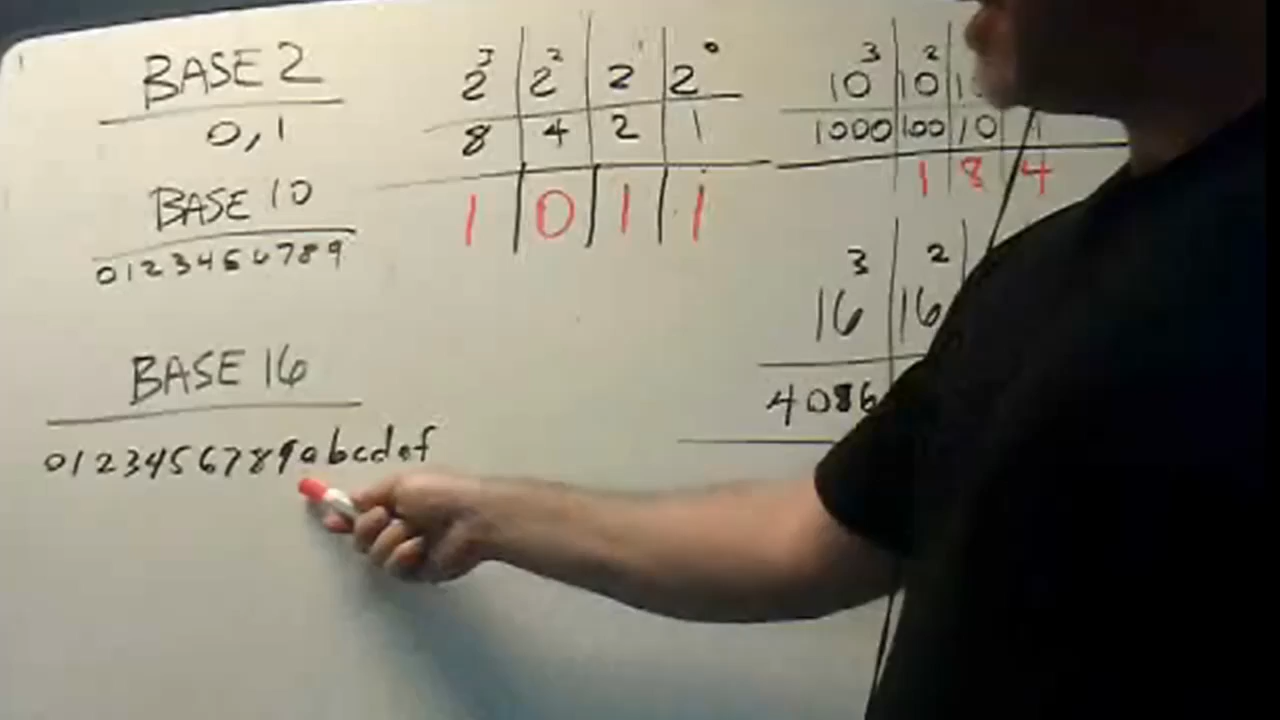 BASE 2
0,1
BASE 10
0123456789
BASE 16
0123456789abcdef
2³ 2² 2¹ 2⁰
8 4 2 1
1 0 1 1
10³ 10²
1000 100 10 1
1 8 4
16³ 16²
4086